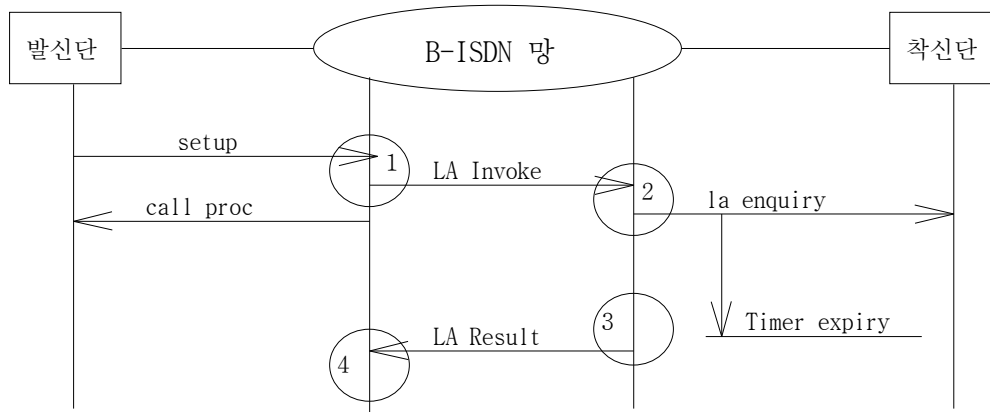 발신단
B-ISDN 망
착신단
setup
1
LA Invoke
2
call proc
la enquiry
3
Timer expiry
LA Result
4